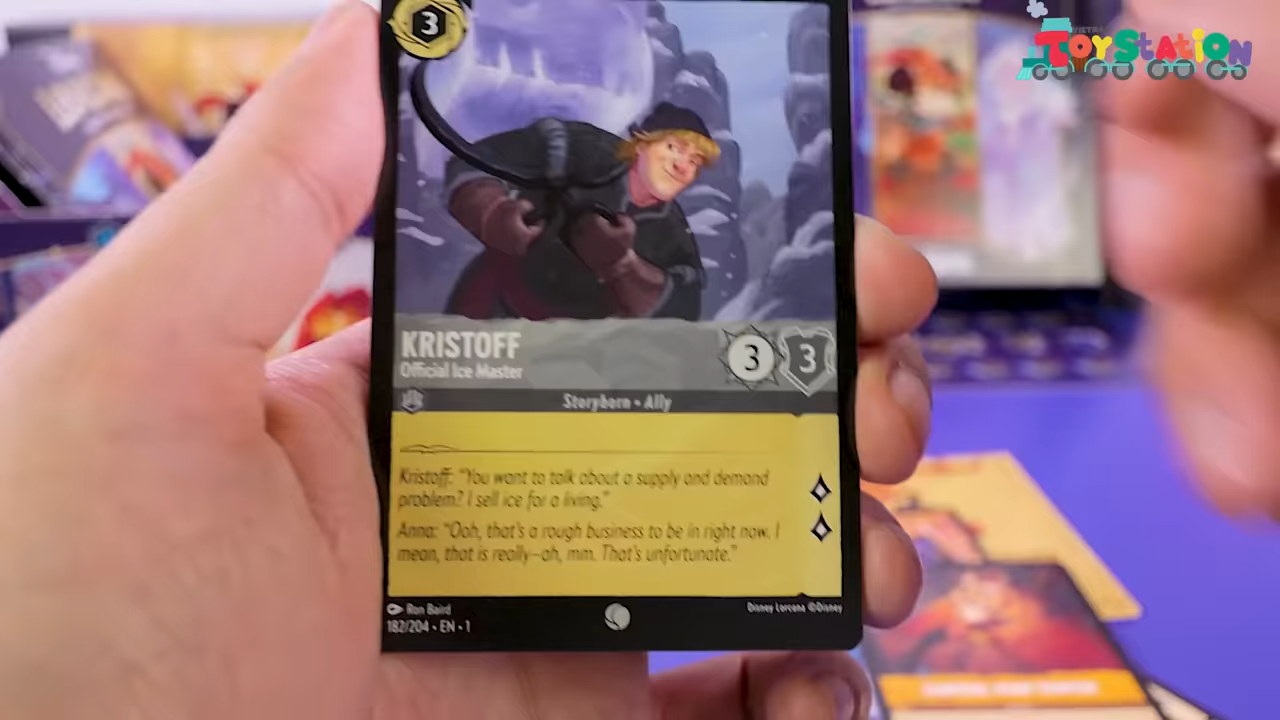 3
TOYSTATION
KRISTOFF
Official Ice Master
3 3
Storyborn • Ally
Kristoff: “You want to talk about a supply and demand
problem? I sell ice for a living.”
Anna: “Ooh, that’s a rough business to be in right now. I
mean, that is really—ah, mm. That’s unfortunate.”
Ron Baird
Disney Lorcana ©Disney
182/204 • EN • 1